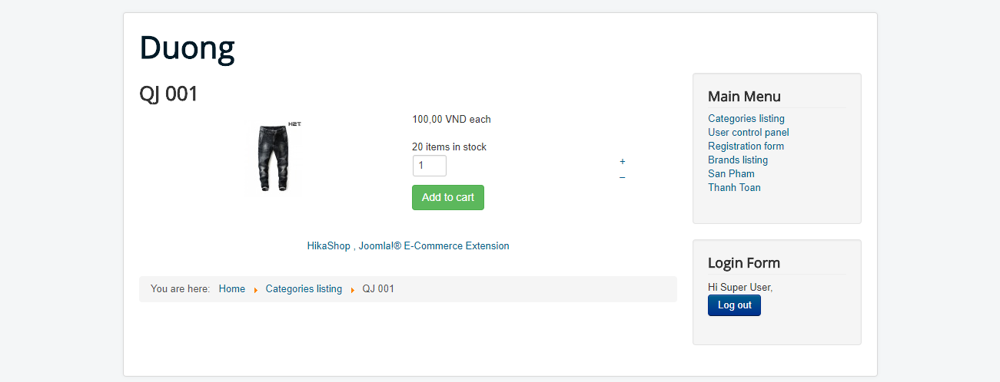 Duong
QJ 001
H2T
100,00 VND each
20 items in stock
1
+
–
Add to cart
HikaShop , Joomla!® E-Commerce Extension
You are here: Home Categories listing QJ 001
Main Menu
Categories listing
User control panel
Registration form
Brands listing
San Pham
Thanh Toan
Login Form
Hi Super User,
Log out